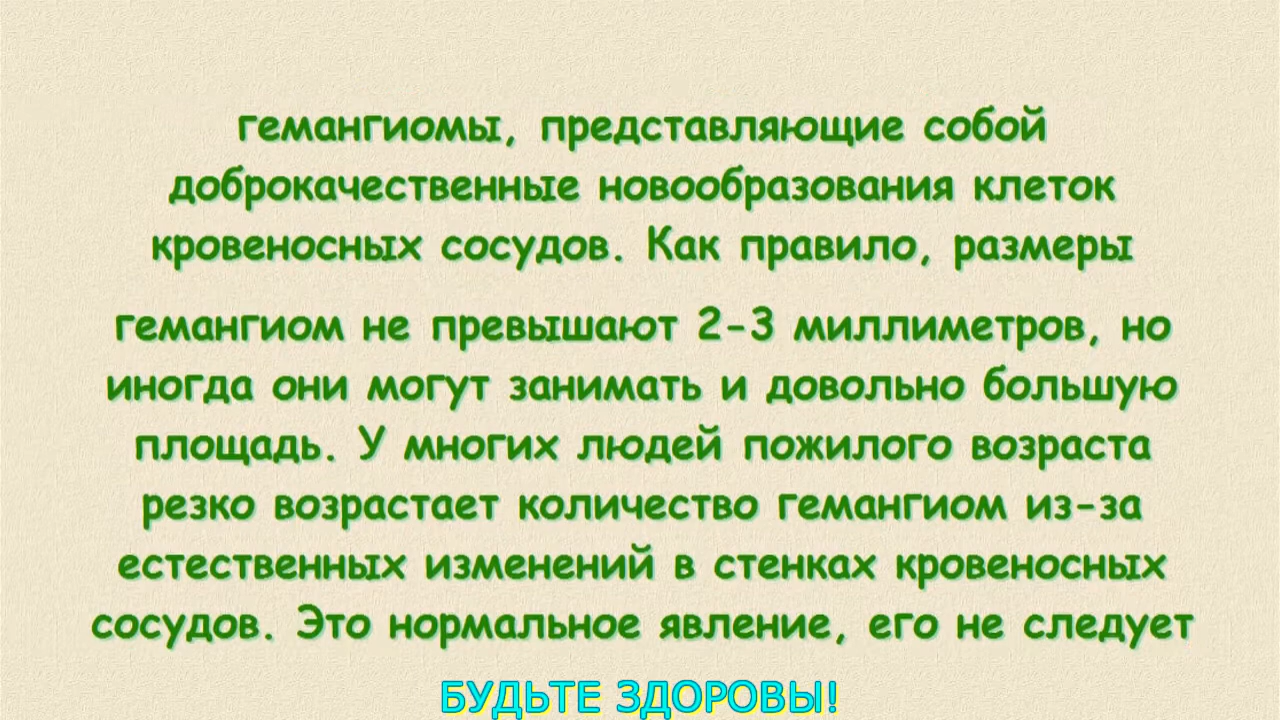 гемангиомы, представляющие собой
доброкачественные новообразования клеток
кровеносных сосудов. Как правило, размеры
гемангиом не превышают 2-3 миллиметров, но
иногда они могут занимать и довольно большую
площадь. У многих людей пожилого возраста
резко возрастает количество гемангиом из-за
естественных изменений в стенках кровеносных
сосудов. Это нормальное явление, его не следует
БУДЬТЕ ЗДОРОВЫ!